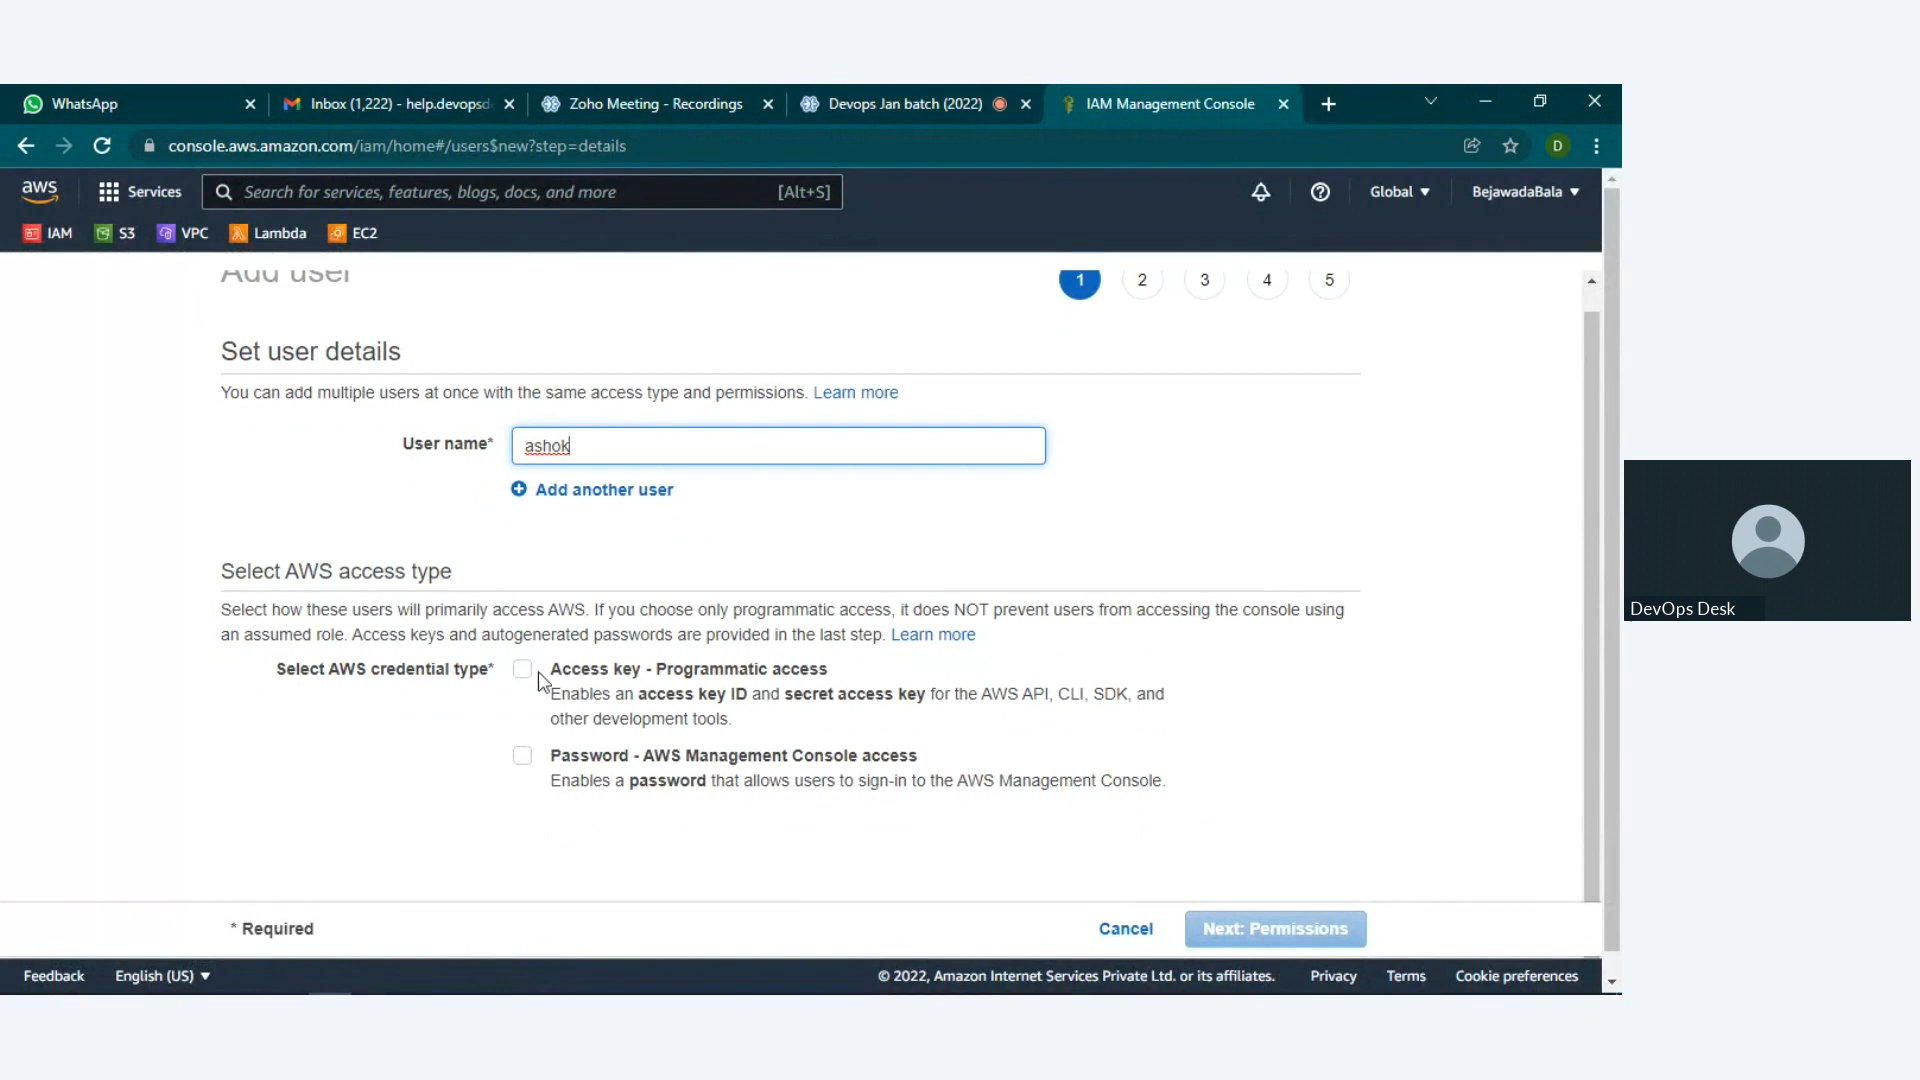 WhatsApp
Inbox (1,222) - help.devopsd
Zoho Meeting - Recordings
Devops Jan batch (2022)
IAM Management Console
console.aws.amazon.com/iam/home#/users$new?step=details
D
aws
Services
Search for services, features, blogs, docs, and more
[Alt+S]
Global
BejawadaBala
IAM
S3
VPC
Lambda
EC2
Add user
1
2
3
4
5
Set user details
You can add multiple users at once with the same access type and permissions. Learn more
User name*
ashok
Add another user
Select AWS access type
Select how these users will primarily access AWS. If you choose only programmatic access, it does NOT prevent users from accessing the console using
an assumed role. Access keys and autogenerated passwords are provided in the last step. Learn more
Select AWS credential type*
Access key - Programmatic access
Enables an access key ID and secret access key for the AWS API, CLI, SDK, and
other development tools.
Password - AWS Management Console access
Enables a password that allows users to sign-in to the AWS Management Console.
DevOps Desk
* Required
Cancel
Next: Permissions
Feedback
English (US)
© 2022, Amazon Internet Services Private Ltd. or its affiliates.
Privacy
Terms
Cookie preferences